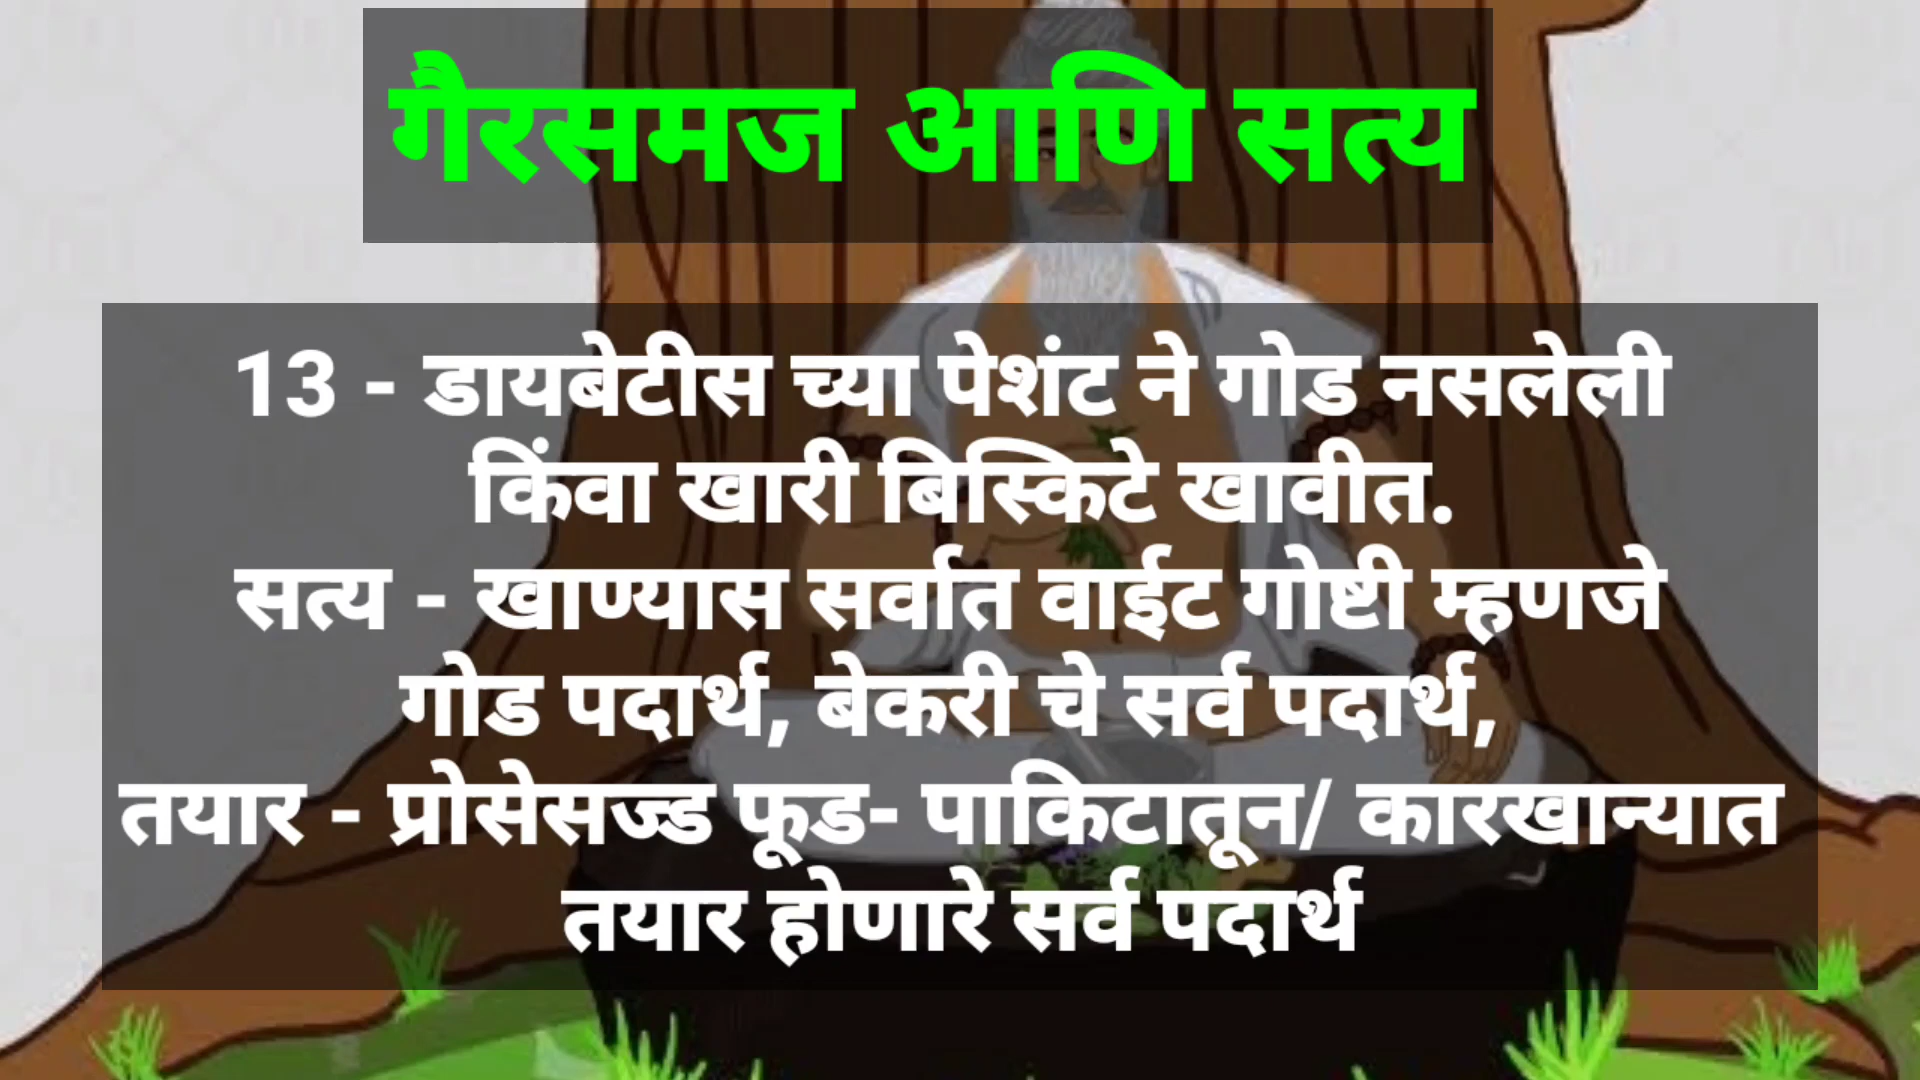 गैरसमज आणि सत्य
13 - डायबेटीस च्या पेशंट ने गोड नसलेली
किंवा खारी बिस्किटे खावीत.
सत्य - खाण्यास सर्वात वाईट गोष्टी म्हणजे
गोड पदार्थ, बेकरी चे सर्व पदार्थ,
तयार - प्रोसेसज्ड फूड- पाकिटातून/ कारखान्यात
तयार होणारे सर्व पदार्थ